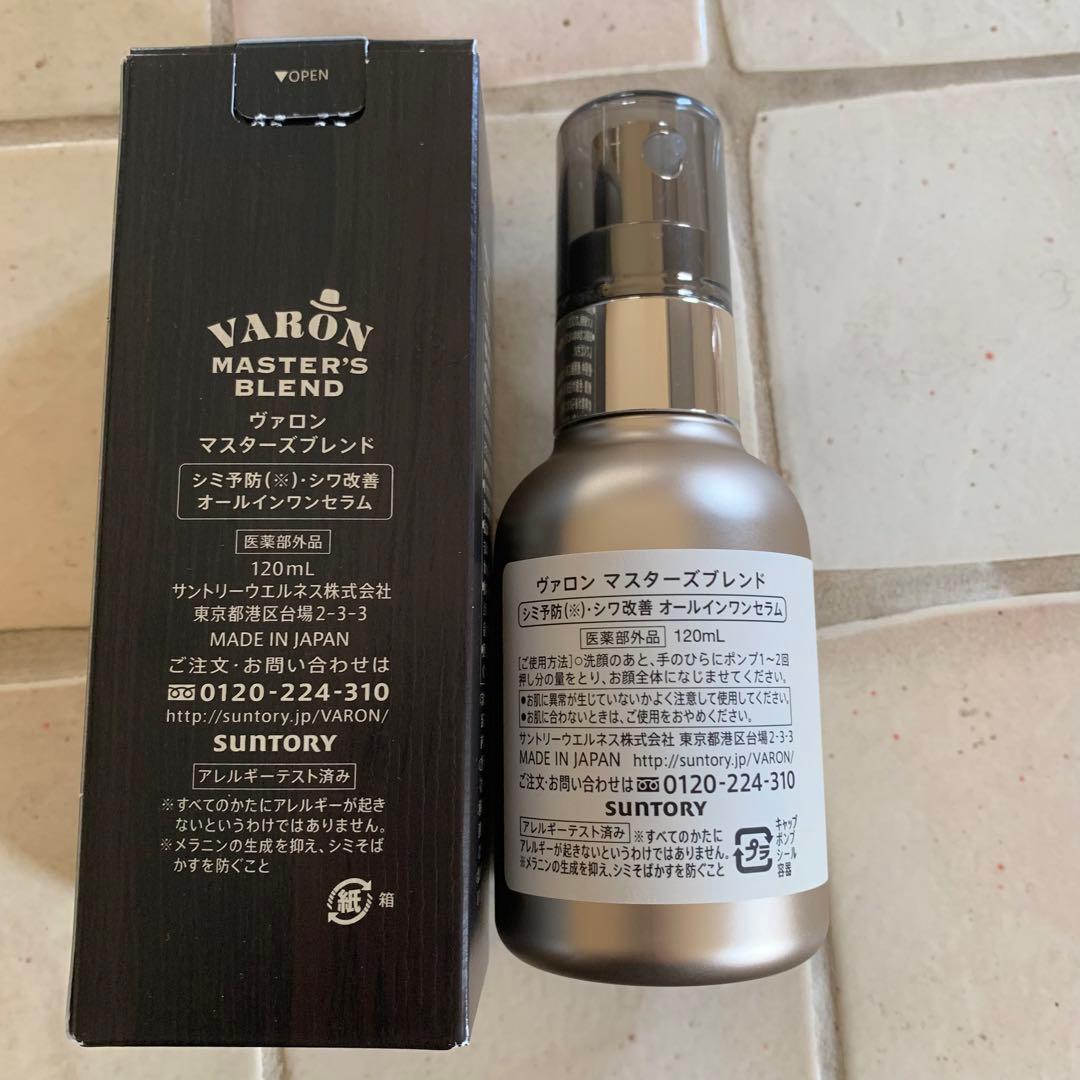 ▼OPEN
VARON
MASTER'S
BLEND
ヴァロン
マスターズブレンド
シミ予防(※)・シワ改善
オールインワンセラム
医薬部外品
120mL
サントリーウエルネス株式会社
東京都港区台場2-3-3
MADE IN JAPAN
ご注文・お問い合わせは
0120-224-310
http://suntory.jp/VARON/
SUNTORY
アレルギーテスト済み
※すべてのかたにアレルギーが起き
ないというわけではありません。
※メラニンの生成を抑え、シミそば
かすを防ぐこと
紙 箱
ヴァロン マスターズブレンド
シミ予防(※)・シワ改善 オールインワンセラム
医薬部外品 120mL
[ご使用方法]○洗顔のあと、手のひらにポンプ1〜2回
押し分の量をとり、お顔全体になじませてください。
●お肌に異常が生じていないかよく注意して使用してください。
●お肌に合わないときは、ご使用をおやめください。
サントリーウエルネス株式会社 東京都港区台場2-3-3
MADE IN JAPAN http://suntory.jp/VARON/
ご注文・お問い合わせは 0120-224-310
SUNTORY
アレルギーテスト済み ※すべてのかたに
アレルギーが起きないというわけではありません。
※メラニンの生成を抑え、シミそばかすを防ぐこと
プラ
キャップ
ポンプ
シール
容器